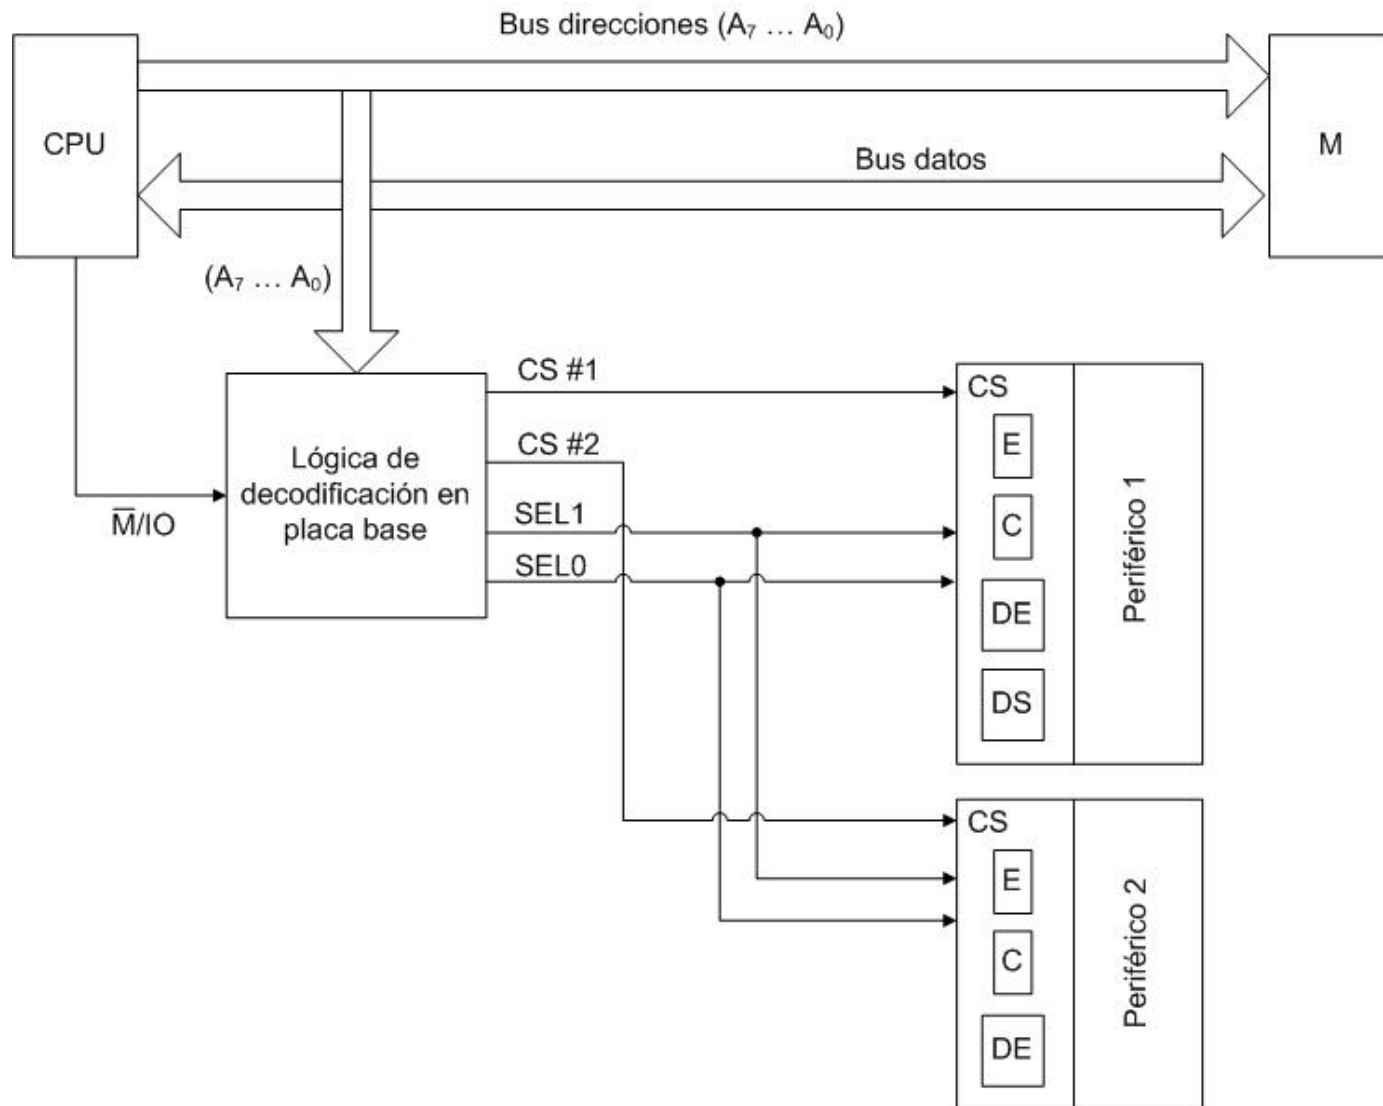 Bus direcciones (A₇ … A₀)
CPU
M
Bus datos
(A₇ … A₀)
M̅/IO
Lógica de
decodificación en
placa base
CS #1
CS #2
SEL1
SEL0
CS
E
C
DE
DS
Periférico 1
CS
E
C
DE
Periférico 2